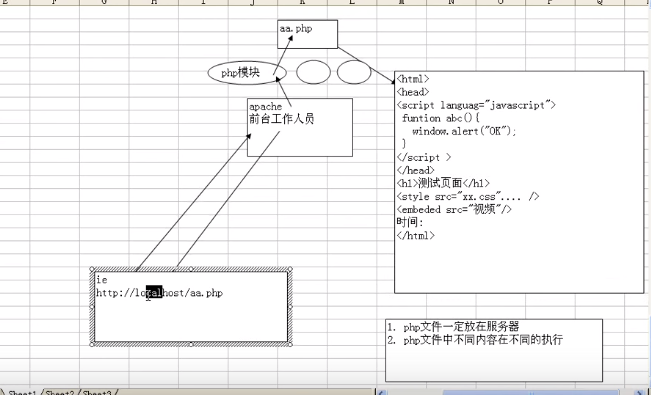 E F G H I J K L M N O P Q
aa.php
php模块
apache
前台工作人员
<html>
<head>
<script languag="javascript">
funtion abc(){
window.alert("OK");
}
</script >
</head>
<h1>测试页面</h1>
<style src="xx.css".... />
<embeded src="视频"/>
时间:
</html>
ie
http://localhost/aa.php
1. php文件一定放在服务器
2. php文件中不同内容在不同的执行
Sheet1 / Sheet2 / Sheet3 /